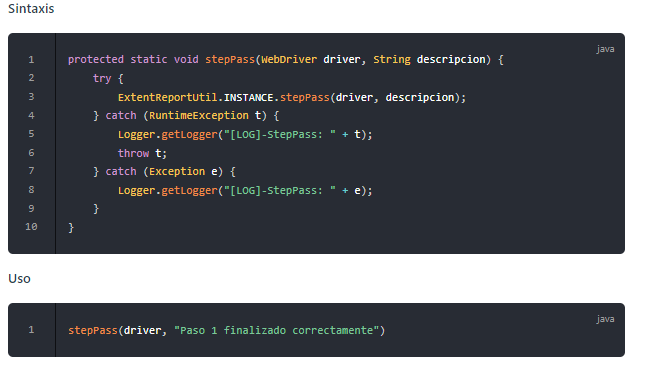 Sintaxis
java
1 protected static void stepPass(WebDriver driver, String descripcion) {
2     try {
3         ExtentReportUtil.INSTANCE.stepPass(driver, descripcion);
4     } catch (RuntimeException t) {
5         Logger.getLogger("[LOG]-StepPass: " + t);
6         throw t;
7     } catch (Exception e) {
8         Logger.getLogger("[LOG]-StepPass: " + e);
9     }
10 }
Uso
java
1 stepPass(driver, "Paso 1 finalizado correctamente")